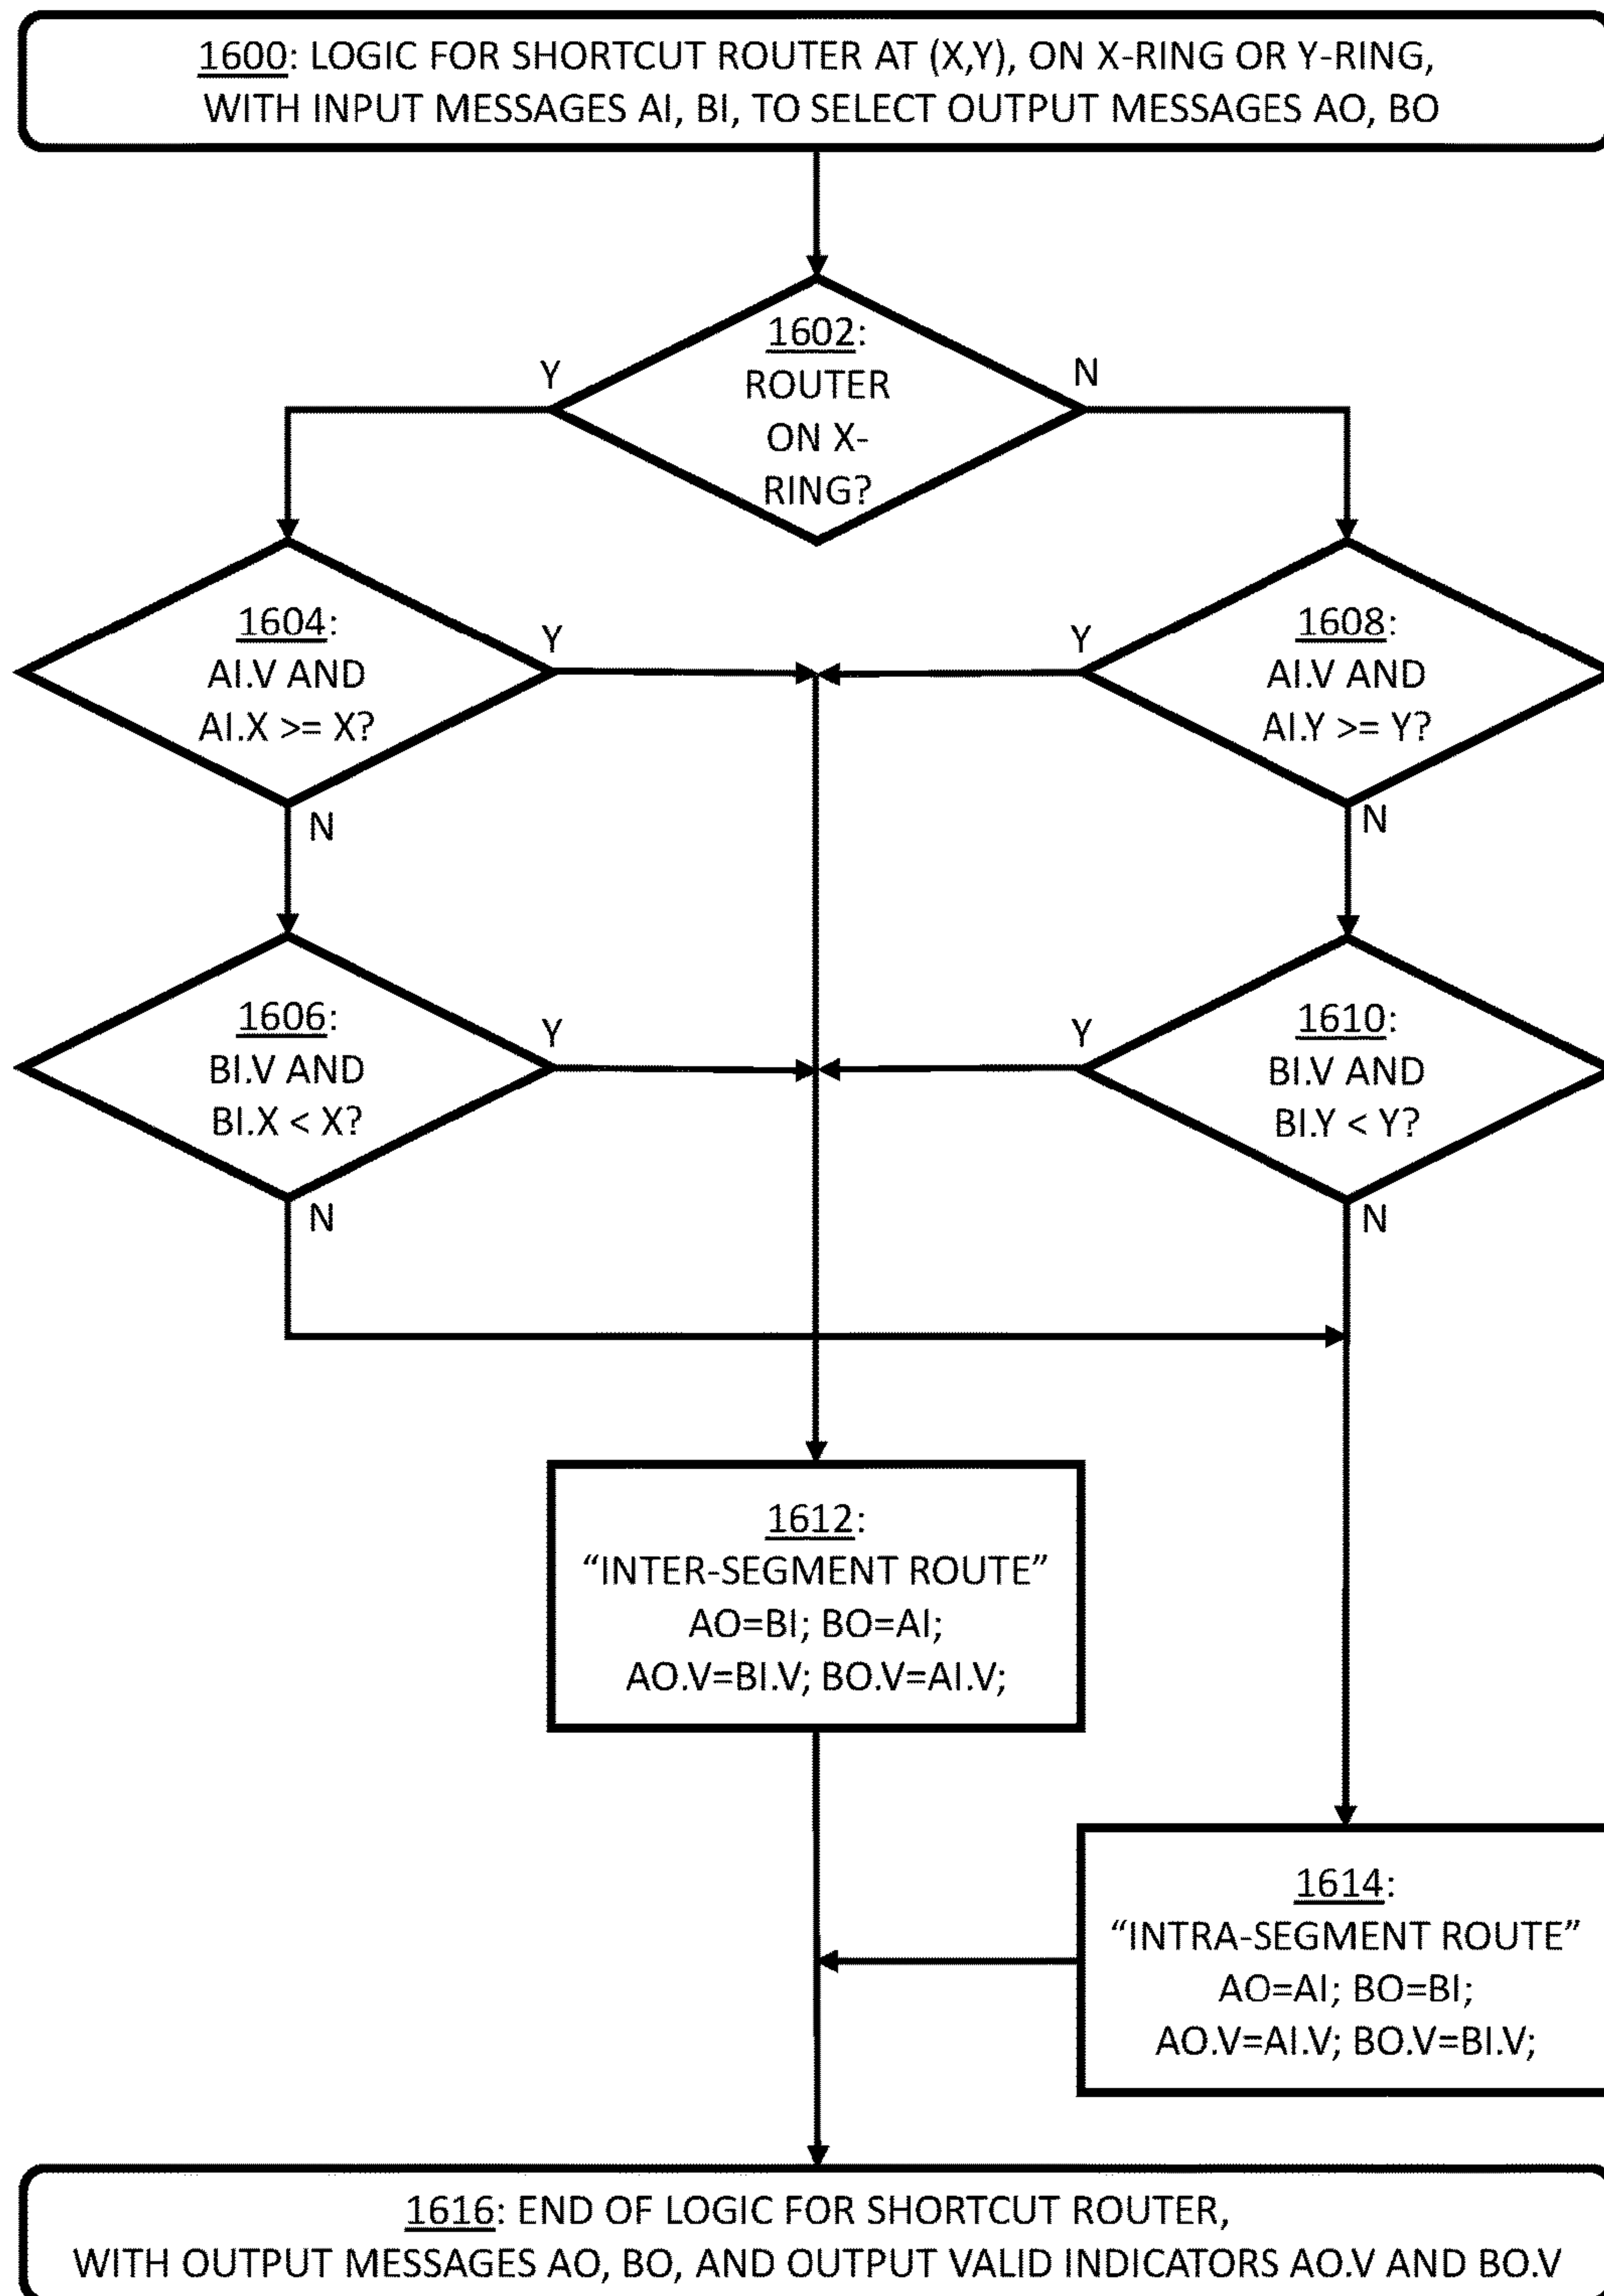 1600: LOGIC FOR SHORTCUT ROUTER AT (X,Y), ON X-RING OR Y-RING,
WITH INPUT MESSAGES AI, BI, TO SELECT OUTPUT MESSAGES AO, BO
1602:
ROUTER
ON X-
RING?
Y
N
1604:
AI.V AND
AI.X >= X?
Y
N
1608:
AI.V AND
AI.Y >= Y?
Y
N
1606:
BI.V AND
BI.X < X?
Y
N
1610:
BI.V AND
BI.Y < Y?
Y
N
1612:
“INTER-SEGMENT ROUTE”
AO=BI; BO=AI;
AO.V=BI.V; BO.V=AI.V;
1614:
“INTRA-SEGMENT ROUTE”
AO=AI; BO=BI;
AO.V=AI.V; BO.V=BI.V;
1616: END OF LOGIC FOR SHORTCUT ROUTER,
WITH OUTPUT MESSAGES AO, BO, AND OUTPUT VALID INDICATORS AO.V AND BO.V